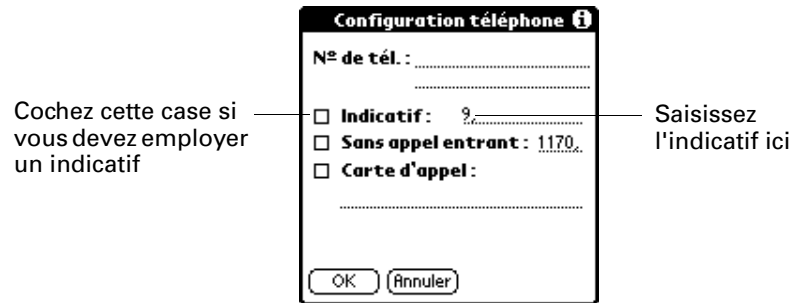 Configuration téléphone i
Nº de tél. :
Cochez cette case si
vous devez employer
un indicatif
Indicatif : 9,
Sans appel entrant : 1170,
Carte d'appel :
Saisissez
l'indicatif ici
OK Annuler